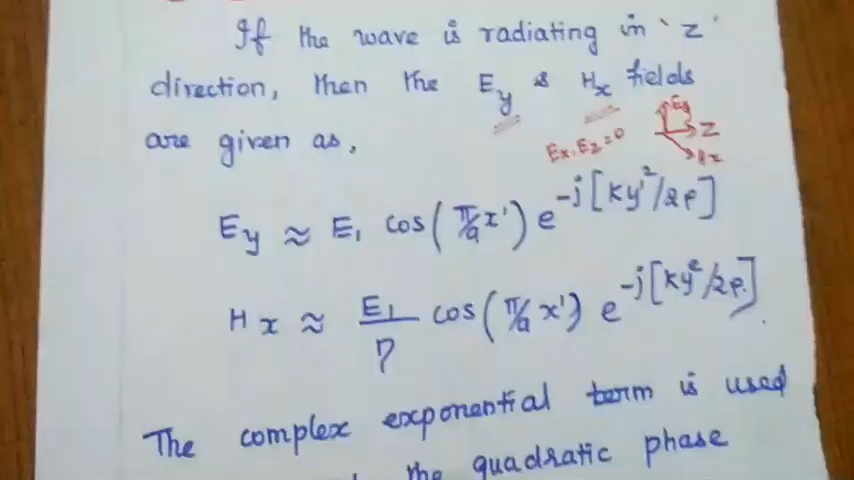 If the wave is radiating in 'z'
direction, then the Ey & Hx fields
are given as,
Ex, Ez = 0
Ey
z
Hx
Ey ≈ E1 cos(π/a x') e^-j[ky'²/2ρ]
Hx ≈ E1/η cos(π/a x') e^-j[ky²/2ρ].
The complex exponential term is used
the quadratic phase